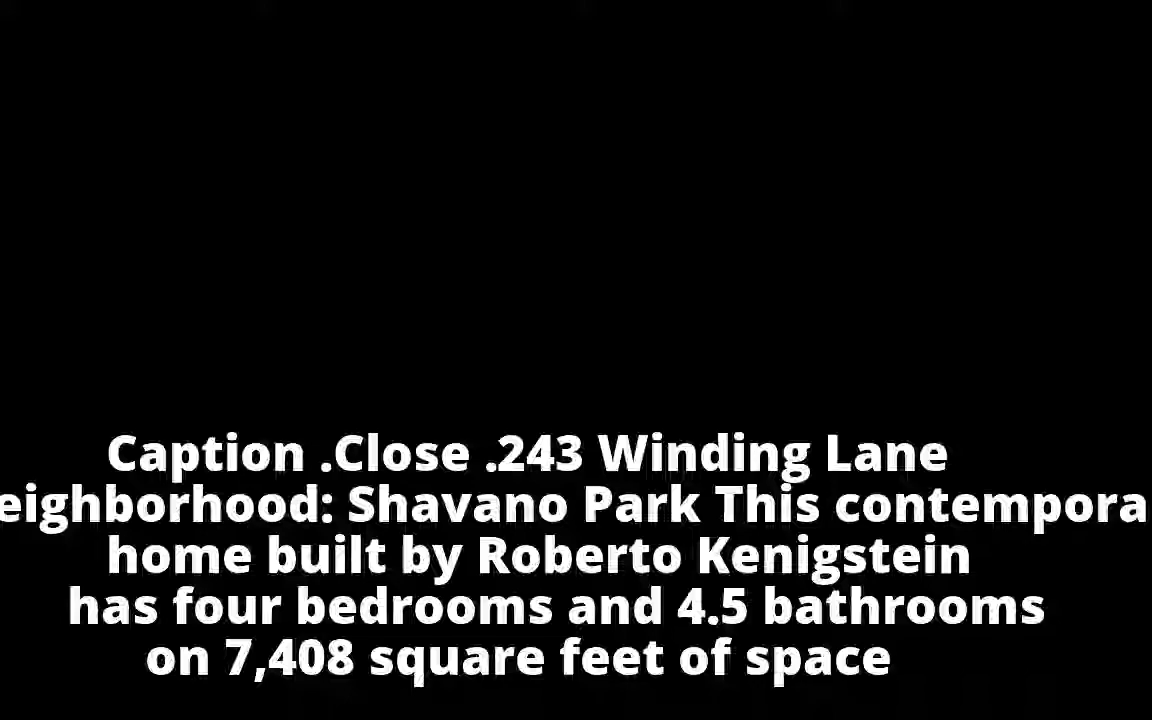 Caption .Close .243 Winding Lane
eighborhood: Shavano Park This contempora
home built by Roberto Kenigstein
has four bedrooms and 4.5 bathrooms
on 7,408 square feet of space